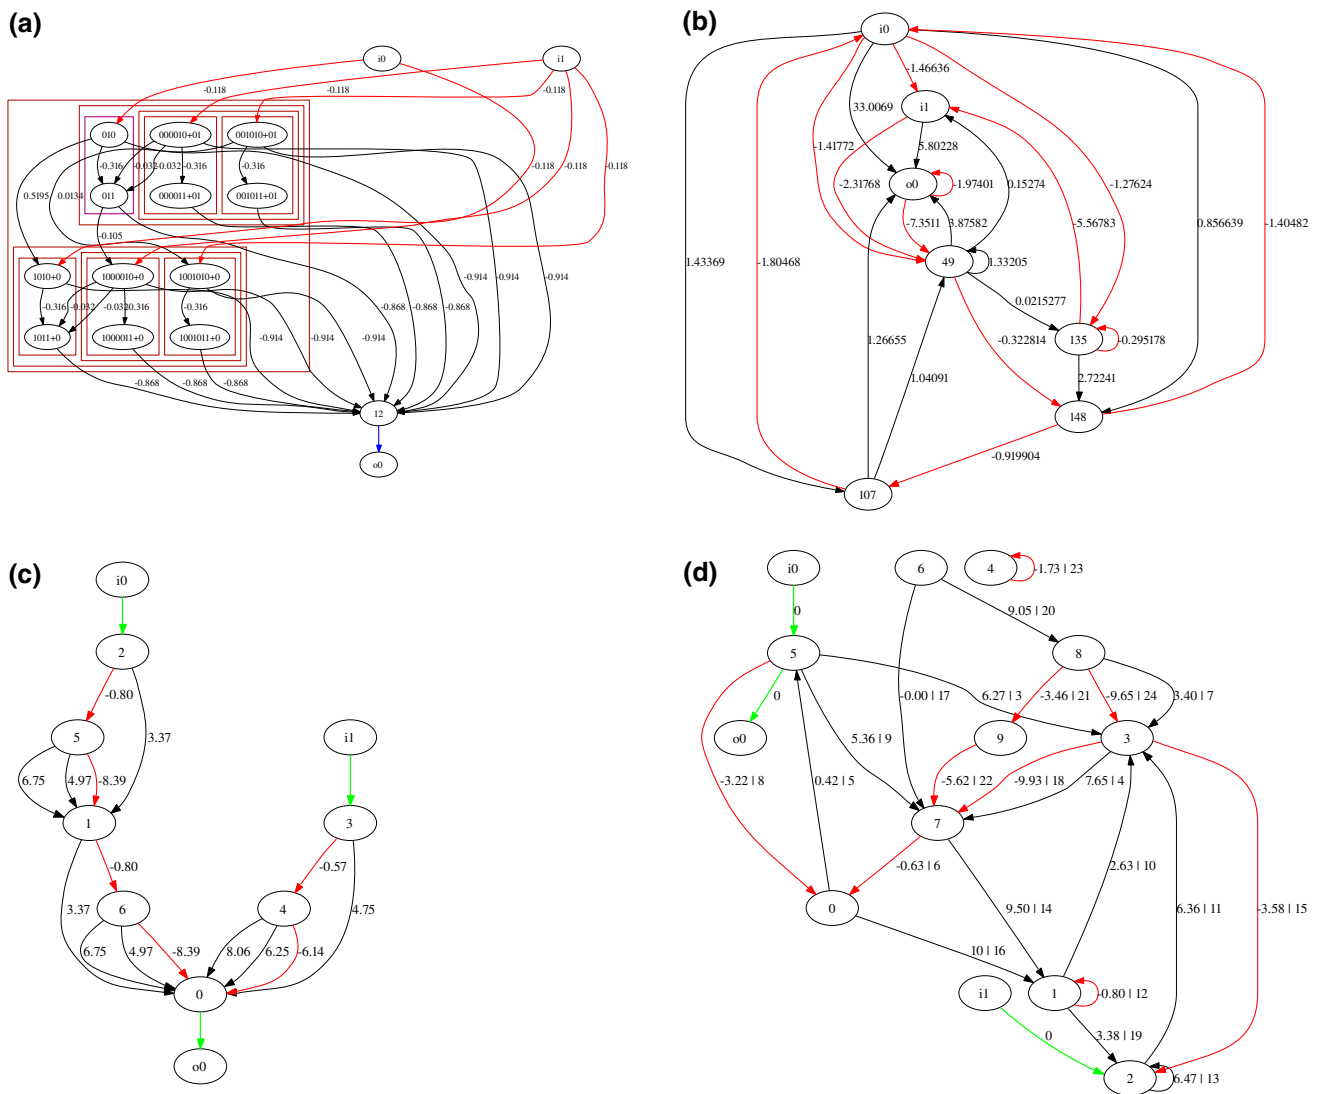 (a)
i0
i1
-0.118
-0.118
-0.118
010
000010+01
001010+01
-0.316
-0.032
-0.032
-0.316
-0.316
-0.118
-0.118
-0.118
0.5195
0.0134
011
000011+01
001011+01
-0.105
1010+0
1000010+0
1001010+0
-0.914
-0.914
-0.914
-0.316
-0.032
-0.032
0.316
-0.316
-0.868
-0.868
-0.868
1011+0
1000011+0
1001011+0
-0.914
-0.914
-0.914
-0.868
-0.868
-0.868
12
o0
(b)
i0
-1.46636
33.0069
i1
-1.41772
5.80228
-2.31768
o0
-1.97401
0.15274
-1.27624
-7.3511
3.87582
-5.56783
0.856639
-1.40482
1.43369
-1.80468
49
1.33205
0.0215277
1.26655
-0.322814
135
-0.295178
1.04091
2.72241
148
-0.919904
107
(c)
i0
2
-0.80
5
3.37
i1
6.75
4.97
-8.39
1
3
-0.80
-0.57
3.37
6
4
4.75
6.75
4.97
-8.39
8.06
6.25
-6.14
0
o0
(d)
i0
6
4
-1.73 | 23
0
9.05 | 20
5
8
0
6.27 | 3
-0.00 | 17
-3.46 | 21
-9.65 | 24
3.40 | 7
o0
9
3
5.36 | 9
-3.22 | 8
0.42 | 5
-5.62 | 22
-9.93 | 18
7.65 | 4
7
-0.63 | 6
2.63 | 10
0
9.50 | 14
6.36 | 11
-3.58 | 15
10 | 16
i1
1
-0.80 | 12
0
3.38 | 19
2
6.47 | 13